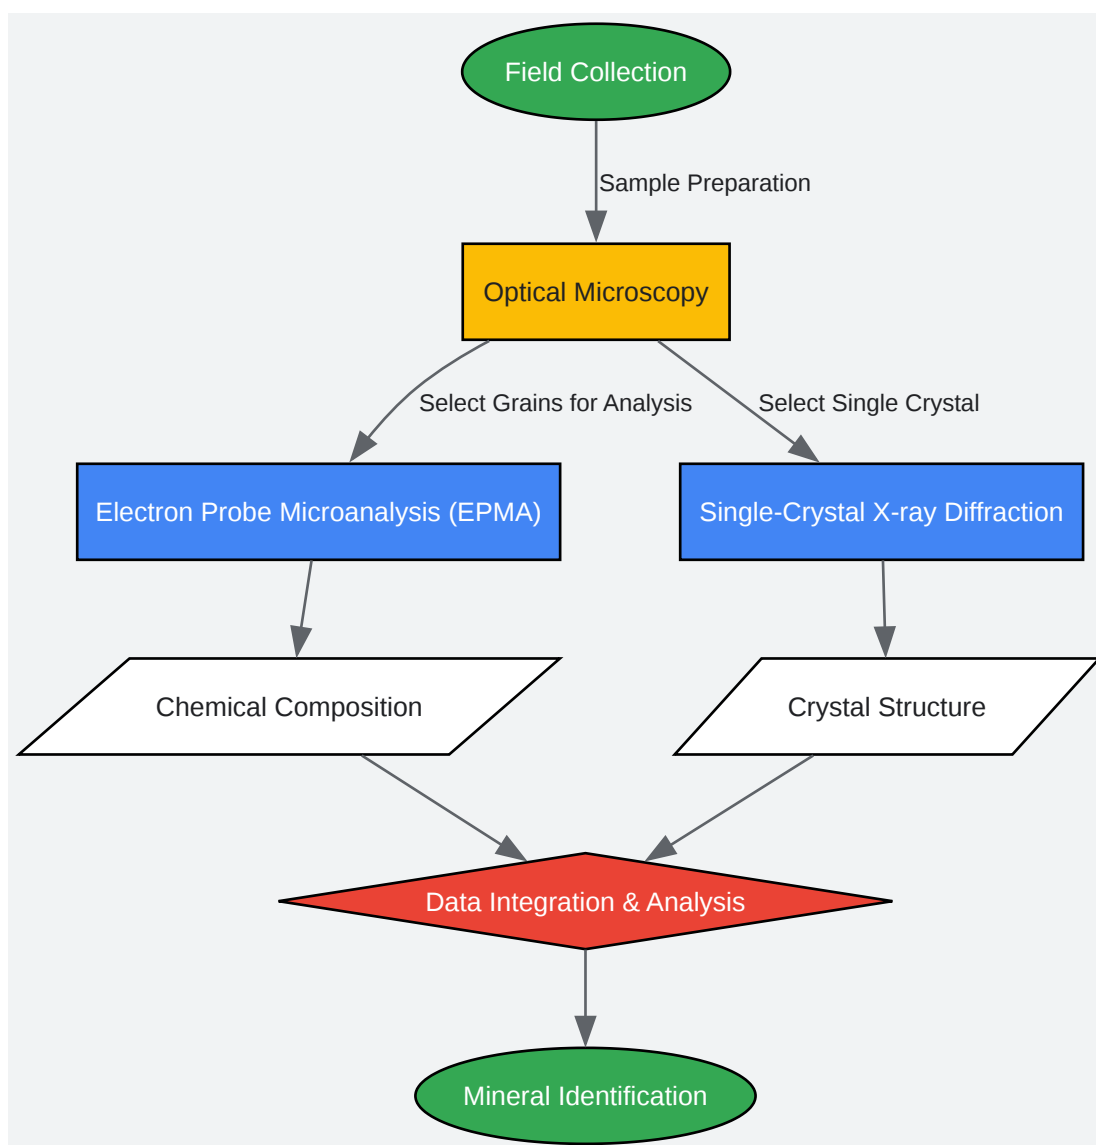 Field Collection
Sample Preparation
Optical Microscopy
Select Grains for Analysis
Select Single Crystal
Electron Probe Microanalysis (EPMA)
Single-Crystal X-ray Diffraction
Chemical Composition
Crystal Structure
Data Integration & Analysis
Mineral Identification